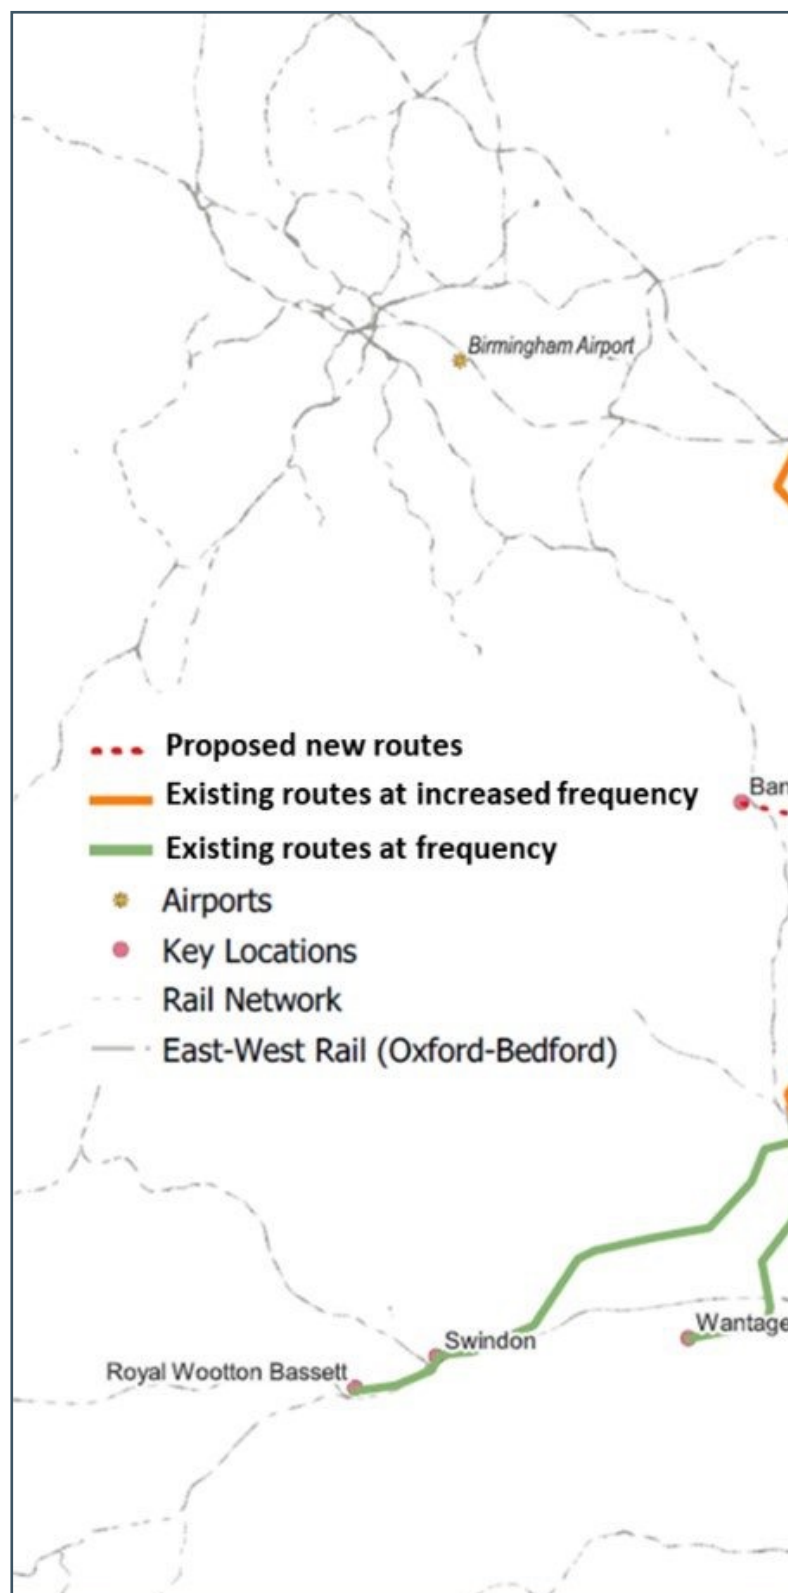 Birmingham Airport
Proposed new routes
Existing routes at increased frequency
Ban
Existing routes at frequency
Airports
Key Locations
Rail Network
East-West Rail (Oxford-Bedford)
Wantage
Swindon
Royal Wootton Bassett